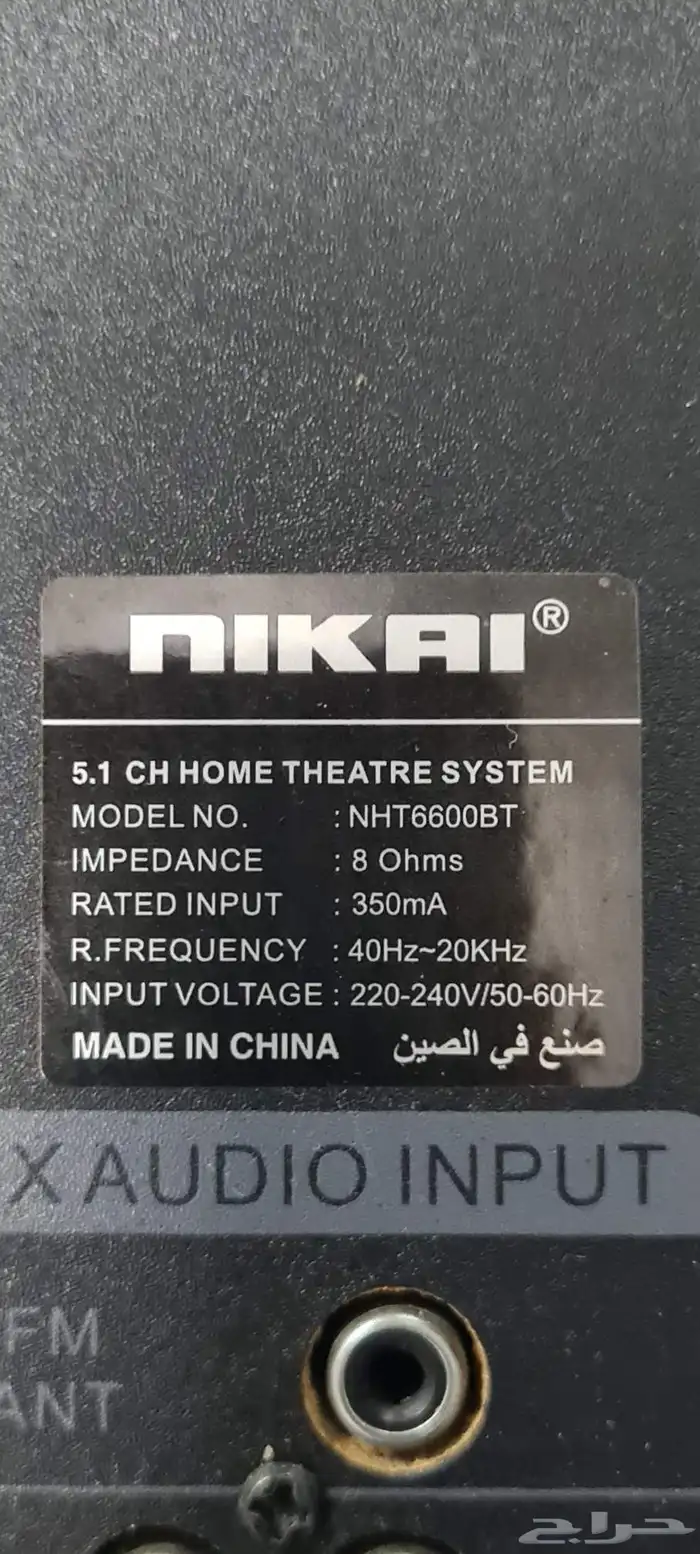 NIKAI®
5.1 CH HOME THEATRE SYSTEM
MODEL NO. : NHT6600BT
IMPEDANCE : 8 Ohms
RATED INPUT : 350mA
R.FREQUENCY : 40Hz~20KHz
INPUT VOLTAGE : 220-240V/50-60Hz
MADE IN CHINA صنع في الصين
X AUDIO INPUT
FM
ANT
حراج